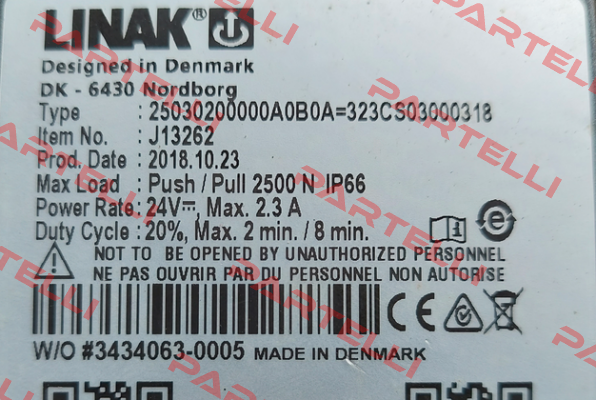 LINAK®
Designed in Denmark
DK - 6430 Nordborg
Type : 25030200000A0B0A=323CS03000318
Item No. : J13262
Prod. Date : 2018.10.23
Max Load : Push / Pull 2500 N IP66
Power Rate : 24V⎓, Max. 2.3 A
Duty Cycle : 20%, Max. 2 min. / 8 min.
NOT TO BE OPENED BY UNAUTHORIZED PERSONNEL
NE PAS OUVRIR PAR DU PERSONNEL NON AUTORISE
CE
W/O #3434063-0005 MADE IN DENMARK
PARTELLI